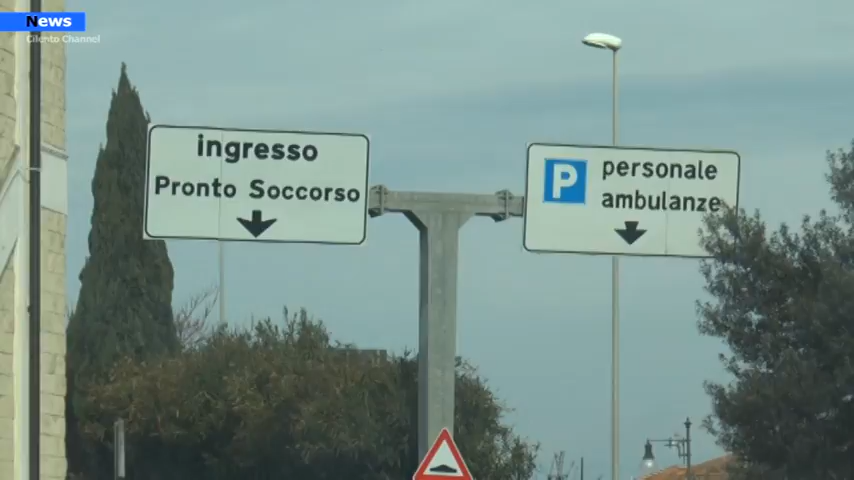 News
Cilento Channel
ingresso
Pronto Soccorso
P personale
ambulanze